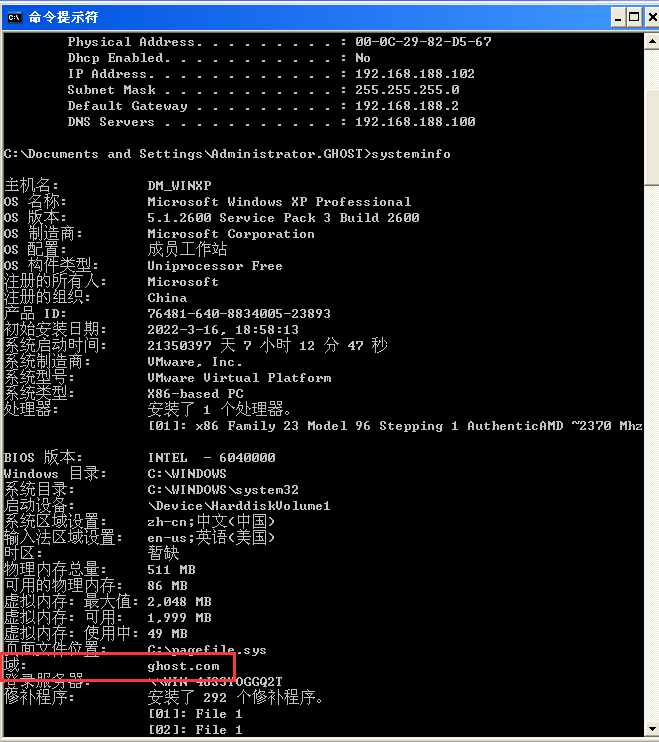 命令提示符
Physical Address. . . . . . . . . : 00-0C-29-82-D5-67
Dhcp Enabled. . . . . . . . . . . : No
IP Address. . . . . . . . . . . . : 192.168.188.102
Subnet Mask . . . . . . . . . . . : 255.255.255.0
Default Gateway . . . . . . . . . : 192.168.188.2
DNS Servers . . . . . . . . . . . : 192.168.188.100
C:\Documents and Settings\Administrator.GHOST>systeminfo
主机名: DM_WINXP
OS 名称: Microsoft Windows XP Professional
OS 版本: 5.1.2600 Service Pack 3 Build 2600
OS 制造商: Microsoft Corporation
OS 配置: 成员工作站
OS 构件类型: Uniprocessor Free
注册的所有人: Microsoft
注册的组织: China
产品 ID: 76481-640-8834005-23893
初始安装日期: 2022-3-16, 18:58:13
系统启动时间: 21350397 天 7 小时 12 分 47 秒
系统制造商: VMware, Inc.
系统型号: VMware Virtual Platform
系统类型: X86-based PC
处理器: 安装了 1 个处理器。
[01]: x86 Family 23 Model 96 Stepping 1 AuthenticAMD ~2370 Mhz
BIOS 版本: INTEL  - 6040000
Windows 目录: C:\WINDOWS
系统目录: C:\WINDOWS\system32
启动设备: \Device\HarddiskVolume1
系统区域设置: zh-cn;中文(中国)
输入法区域设置: en-us;英语(美国)
时区: 暂缺
物理内存总量: 511 MB
可用的物理内存: 86 MB
虚拟内存: 最大值: 2,048 MB
虚拟内存: 可用: 1,999 MB
虚拟内存: 使用中: 49 MB
页面文件位置: C:\pagefile.sys
域: ghost.com
登录服务器:
修补程序: 安装了 292 个修补程序。
[01]: File 1
[02]: File 1